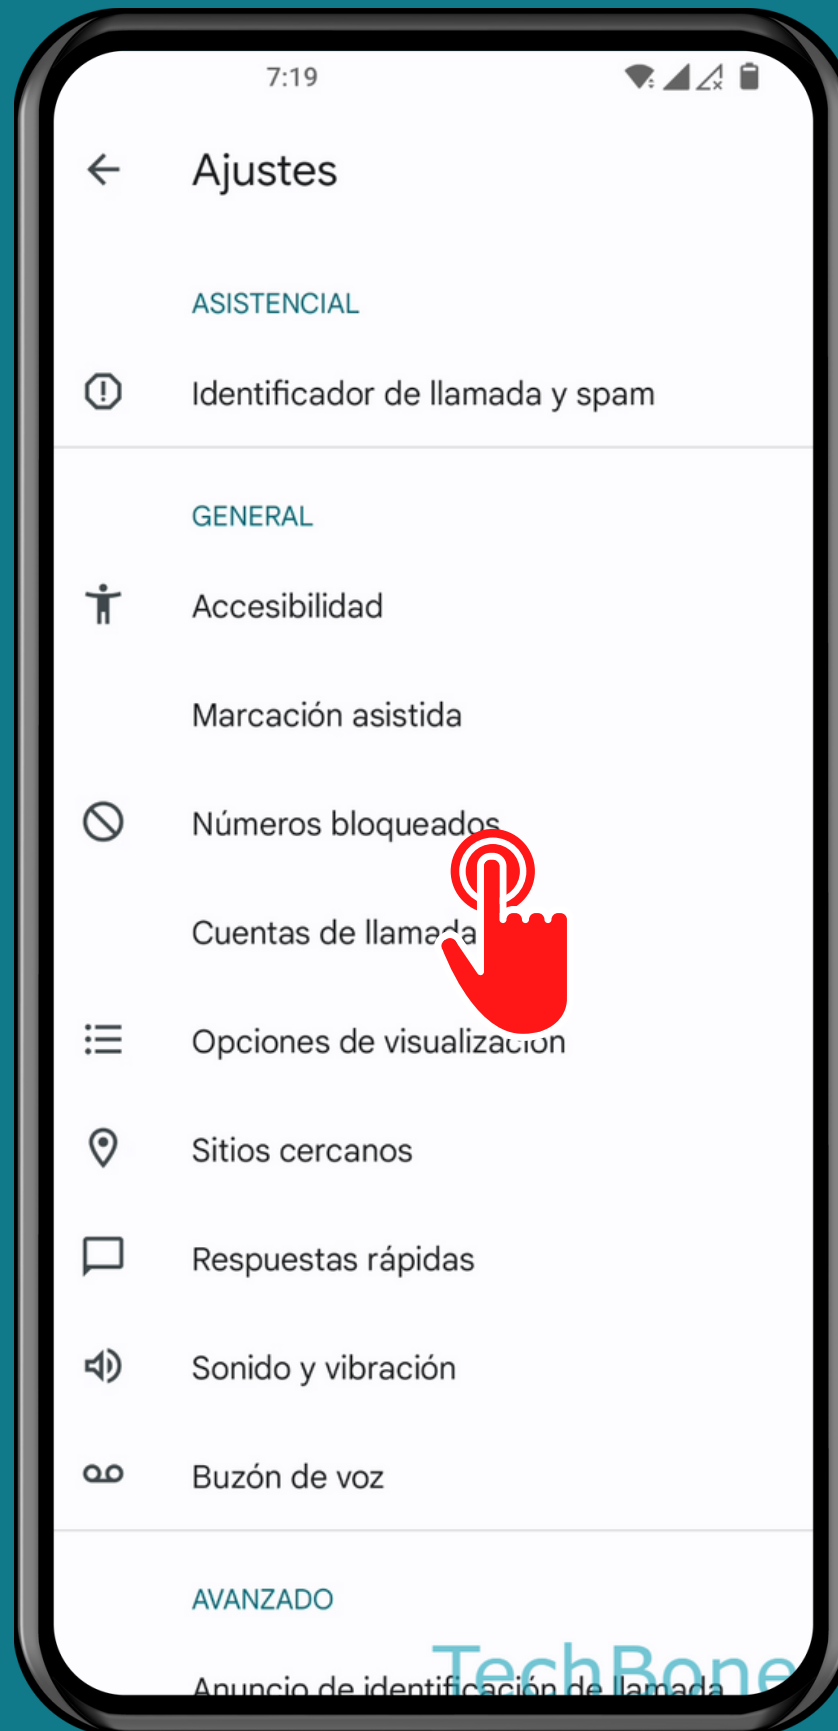 7:19
Ajustes
ASISTENCIAL
Identificador de llamada y spam
GENERAL
Accesibilidad
Marcación asistida
Números bloqueados
Cuentas de llamada
Opciones de visualización
Sitios cercanos
Respuestas rápidas
Sonido y vibración
Buzón de voz
AVANZADO
TechBone
Anuncio de identificación de llamada